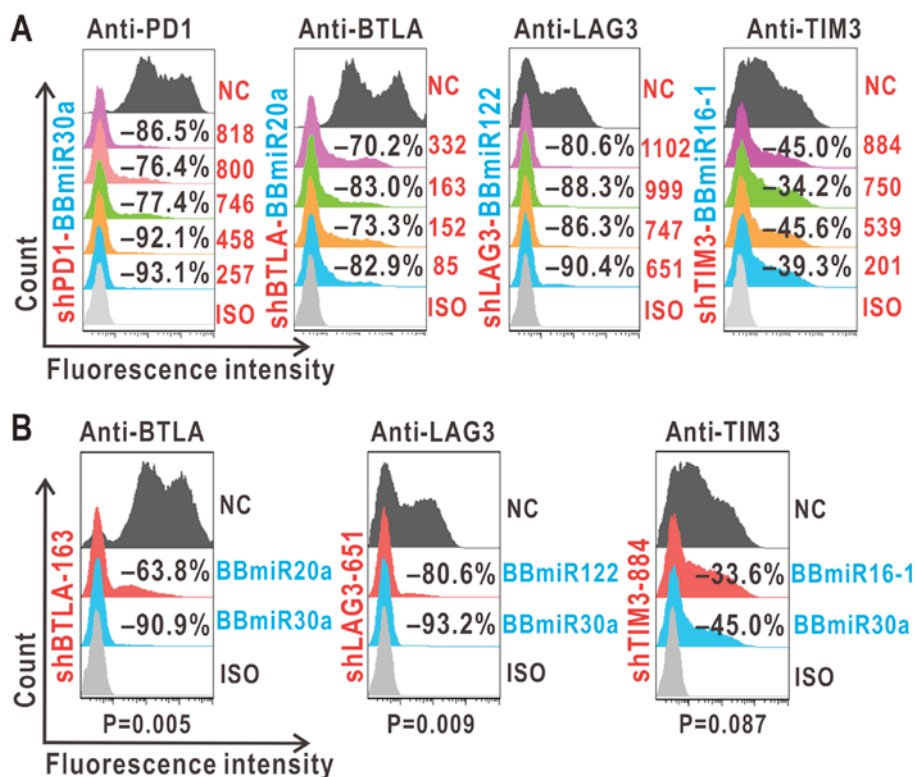 A
Anti-PD1
Anti-BTLA
Anti-LAG3
Anti-TIM3
Count
shPD1-BBmiR30a
NC
−86.5% 818
−76.4% 800
−77.4% 746
−92.1% 458
−93.1% 257
ISO
shBTLA-BBmiR20a
NC
−70.2% 332
−83.0% 163
−73.3% 152
−82.9% 85
ISO
shLAG3-BBmiR122
NC
−80.6% 1102
−88.3% 999
−86.3% 747
−90.4% 651
ISO
shTIM3-BBmiR16-1
NC
−45.0% 884
−34.2% 750
−45.6% 539
−39.3% 201
ISO
Fluorescence intensity
B
Anti-BTLA
Anti-LAG3
Anti-TIM3
Count
shBTLA-163
NC
−63.8% BBmiR20a
−90.9% BBmiR30a
ISO
P=0.005
shLAG3-651
NC
−80.6% BBmiR122
−93.2% BBmiR30a
ISO
P=0.009
shTIM3-884
NC
−33.6% BBmiR16-1
−45.0% BBmiR30a
ISO
P=0.087
Fluorescence intensity